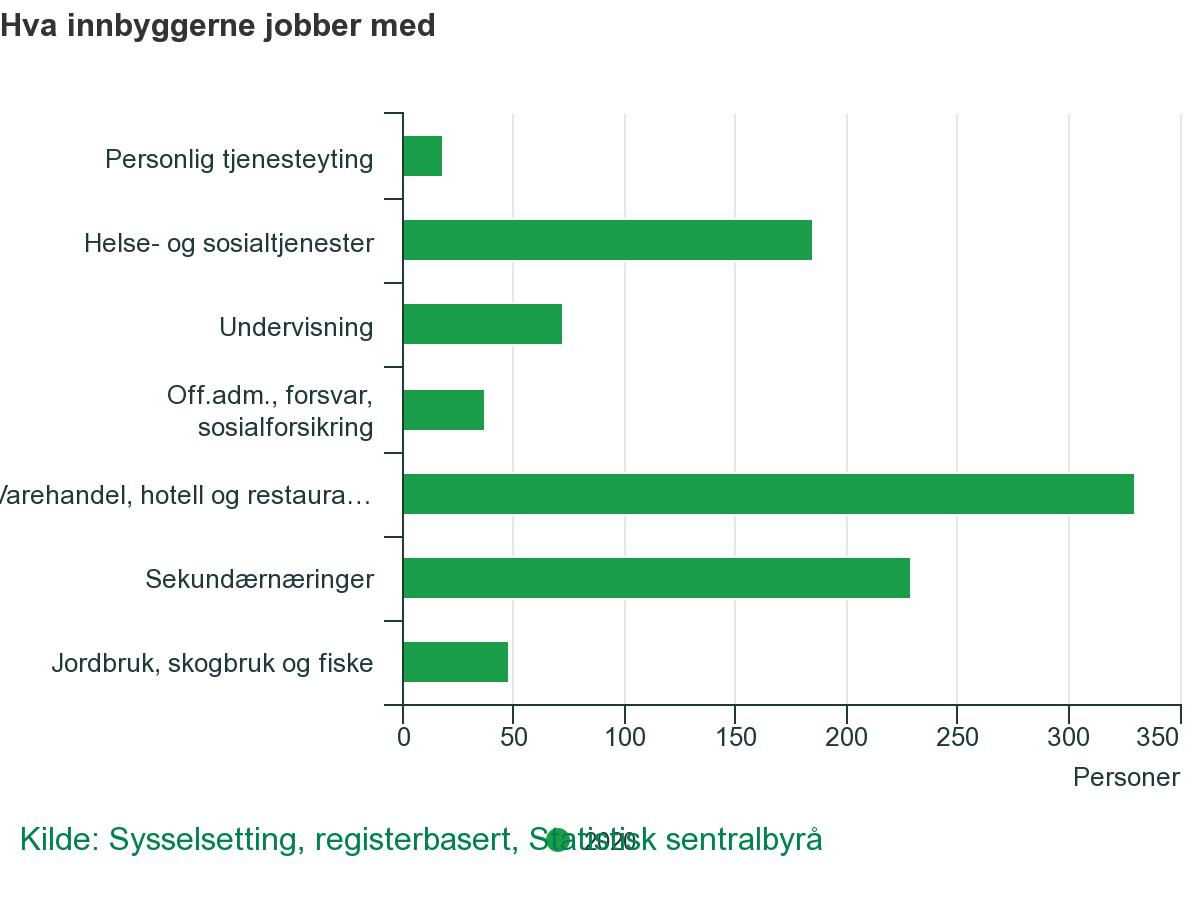 Hva innbyggerne jobber med
Personlig tjenesteyting
Helse- og sosialtjenester
Undervisning
Off.adm., forsvar,
sosialforsikring
Varehandel, hotell og restaura…
Sekundærnæringer
Jordbruk, skogbruk og fiske
0 50 100 150 200 250 300 350
Personer
Kilde: Sysselsetting, registerbasert, Statistisk sentralbyrå
2020